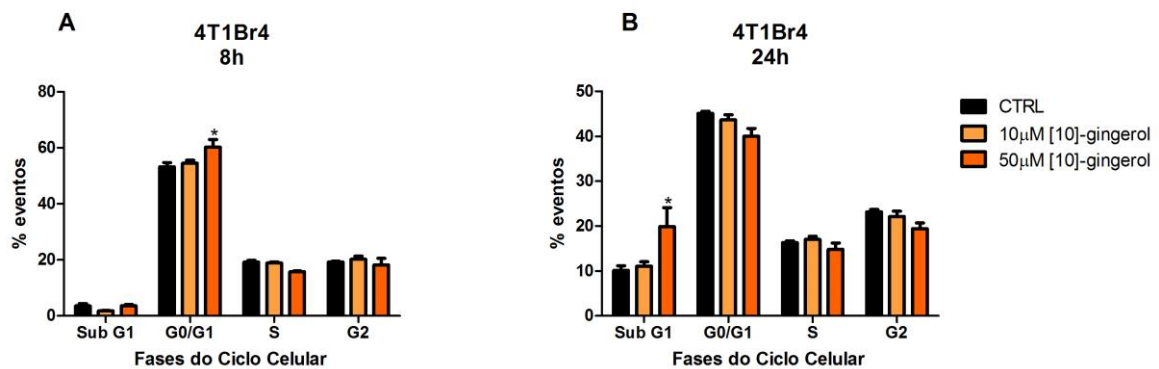 A
4T1Br4
8h
% eventos
80
60
40
20
0
*
Sub G1 G0/G1 S G2
Fases do Ciclo Celular
B
4T1Br4
24h
% eventos
50
40
30
20
10
0
*
Sub G1 G0/G1 S G2
Fases do Ciclo Celular
CTRL
10µM [10]-gingerol
50µM [10]-gingerol